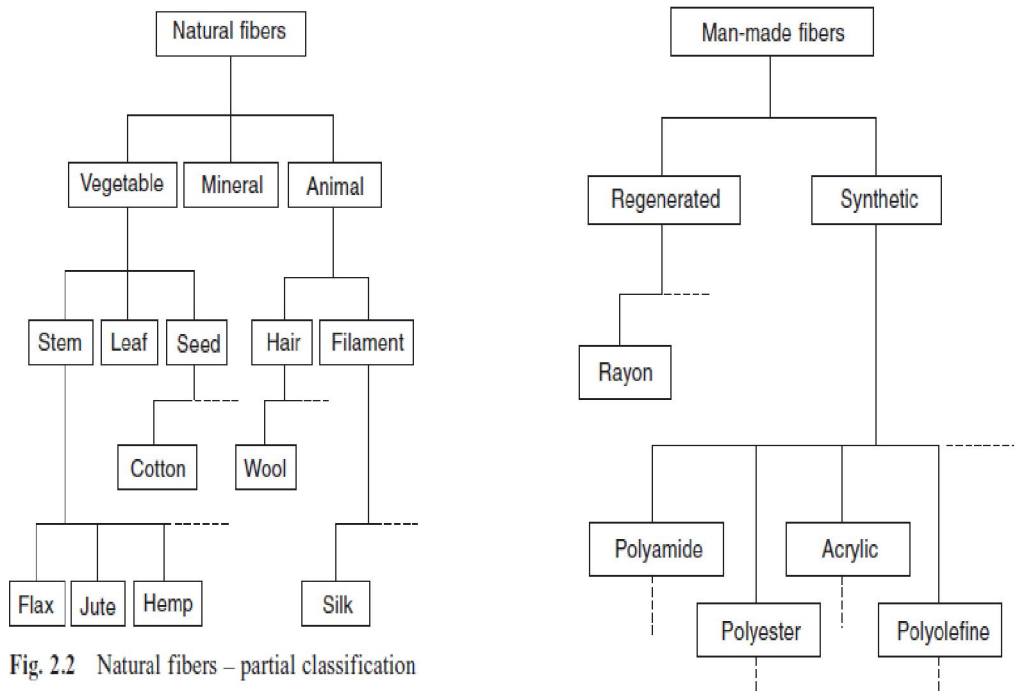 Natural fibers
Vegetable
Mineral
Animal
Stem
Leaf
Seed
Hair
Filament
Cotton
Wool
Flax
Jute
Hemp
Silk
Fig. 2.2 Natural fibers – partial classification
Man-made fibers
Regenerated
Synthetic
Rayon
Polyamide
Acrylic
Polyester
Polyolefine